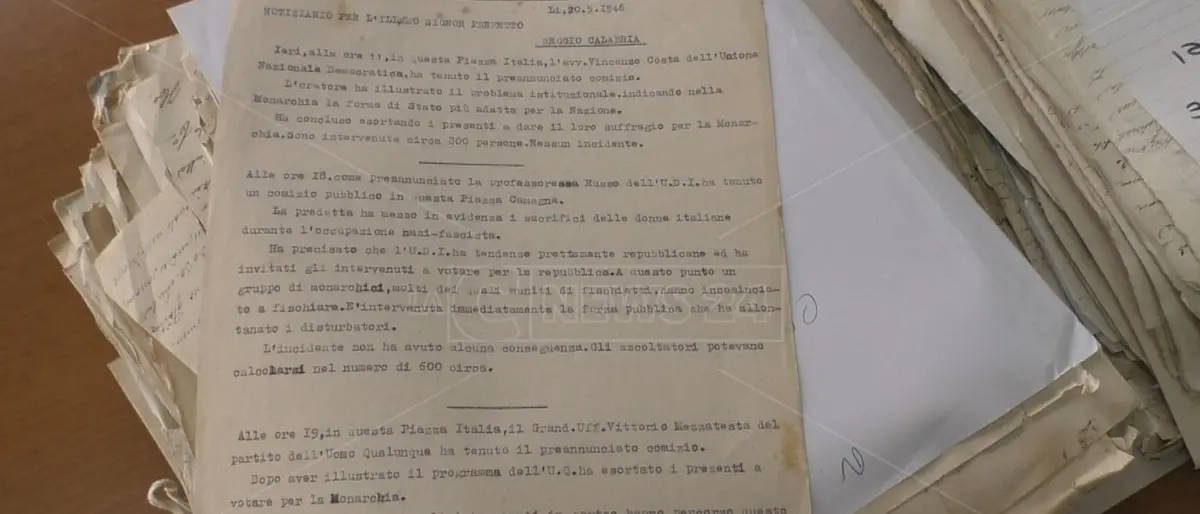 Li,20.5.1946
NOTIZIARIO PER L'ILL.MO SIGNOR PREFETTO
REGGIO CALABRIA
Ieri,alle ore 11,in questa Piazza Italia,l'avv.Vincenzo Costa dell'Unione
Nazionale Democratica,ha tenuto il preannunciato comizio.
L'oratore ha illustrato il problema istituzionale,indicando nella
Monarchia la forma di Stato più adatta per la Nazione.
Ha concluso esortando i presenti a dare il loro suffragio per la Monar-
chia.Sono intervenute circa 300 persone.Nessun incidente.
Alle ore 18,come preannunciato la professoressa Russo dell'U.D.I.ha tenuto
un comizio pubblico in questa Piazza Camagna.
La predetta ha messo in evidenza i sacrifici delle donne italiane
durante l'occupazione nazi-fascista.
Ha precisato che l'U.D.I.ha tendenze prettamente repubblicane ed ha
invitati gli intervenuti a votare per la repubblica.A questo punto un
gruppo di monarchici,molti dei quali muniti di fischietti,hanno incomincia-
to a fischiare.E'intervenuta immediatamente la forza pubblica che ha allon-
tanato i disturbatori.
L'incidente non ha avuto alcuna conseguenza.Gli ascoltatori potevano
calcolarsi nel numero di 600 circa.
Alle ore 19,in questa Piazza Italia,il Grand.Uff.Vittorio Mezzatesta del
partito dell'Uomo Qualunque ha tenuto il preannunciato comizio.
Dopo aver illustrato il programma dell'U.Q.ha esortato i presenti a
votare per la Monarchia.
LAC NEWS 24